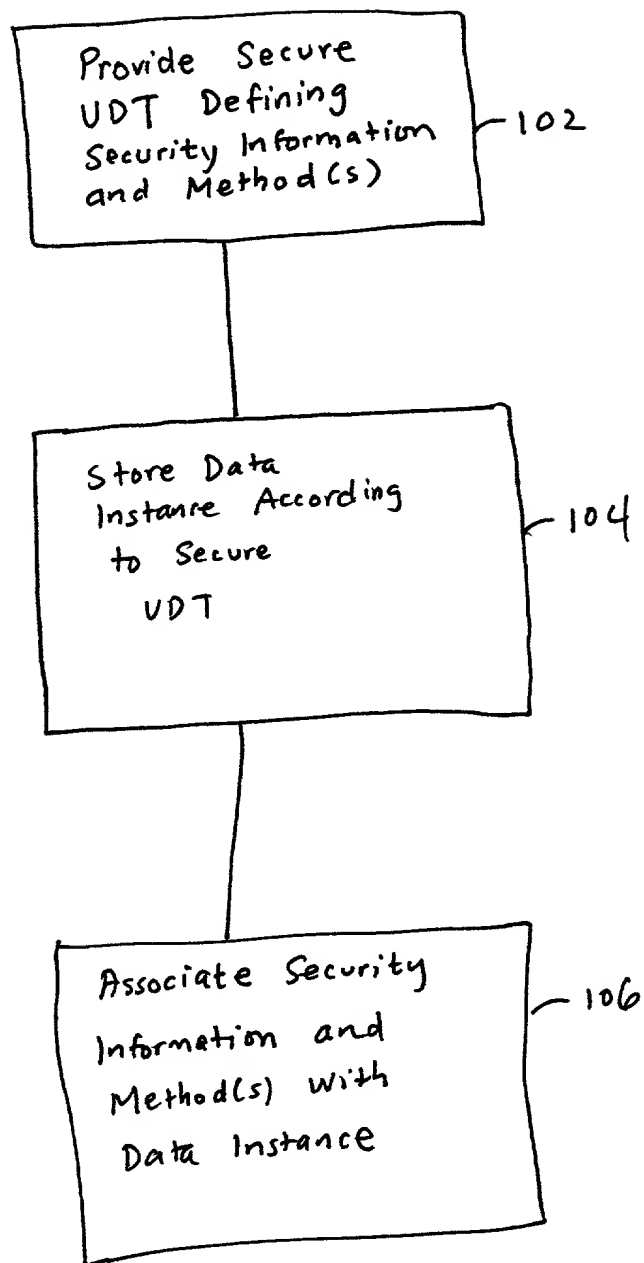 Provide Secure
UDT Defining
Security Information
and Method(s)
102
Store Data
Instance According
to Secure
UDT
104
Associate Security
Information and
Method(s) with
Data Instance
106